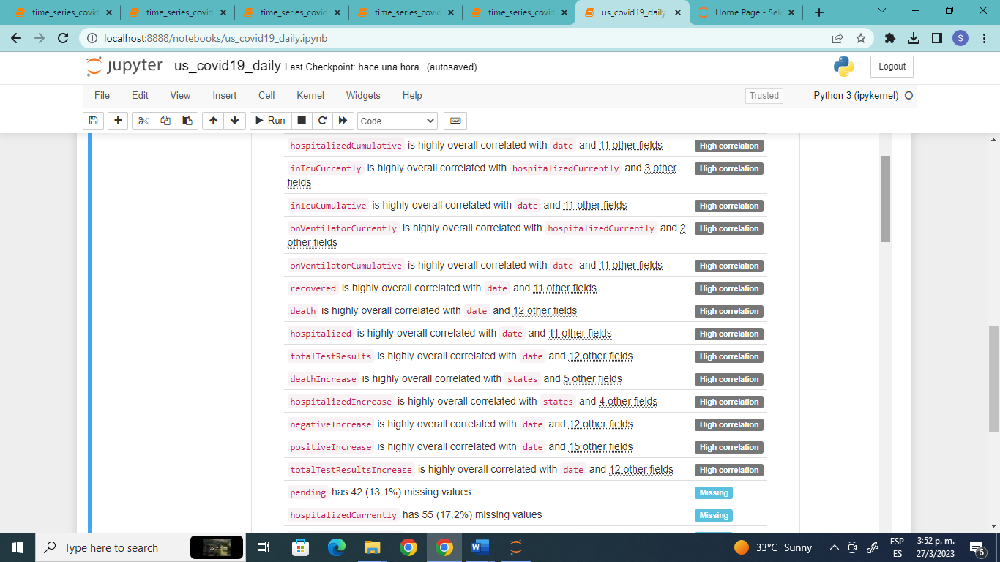 time_series_covid
time_series_covid
time_series_covid
time_series_covid
time_series_covid
us_covid19_daily
Home Page - Sele
localhost:8888/notebooks/us_covid19_daily.ipynb
S
jupyter us_covid19_daily Last Checkpoint: hace una hora (autosaved)
Logout
File Edit View Insert Cell Kernel Widgets Help
Trusted
Python 3 (ipykernel)
Run
Code
hospitalizedCumulative is highly overall correlated with date and 11 other fields High correlation
inIcuCurrently is highly overall correlated with hospitalizedCurrently and 3 other High correlation
fields
inIcuCumulative is highly overall correlated with date and 11 other fields High correlation
onVentilatorCurrently is highly overall correlated with hospitalizedCurrently and 2 High correlation
other fields
onVentilatorCumulative is highly overall correlated with date and 11 other fields High correlation
recovered is highly overall correlated with date and 11 other fields High correlation
death is highly overall correlated with date and 12 other fields High correlation
hospitalized is highly overall correlated with date and 11 other fields High correlation
totalTestResults is highly overall correlated with date and 12 other fields High correlation
deathIncrease is highly overall correlated with states and 5 other fields High correlation
hospitalizedIncrease is highly overall correlated with states and 4 other fields High correlation
negativeIncrease is highly overall correlated with date and 12 other fields High correlation
positiveIncrease is highly overall correlated with date and 15 other fields High correlation
totalTestResultsIncrease is highly overall correlated with date and 12 other fields High correlation
pending has 42 (13.1%) missing values Missing
hospitalizedCurrently has 55 (17.2%) missing values Missing
Type here to search
33°C Sunny
ESP
ES
3:52 p. m.
27/3/2023
6